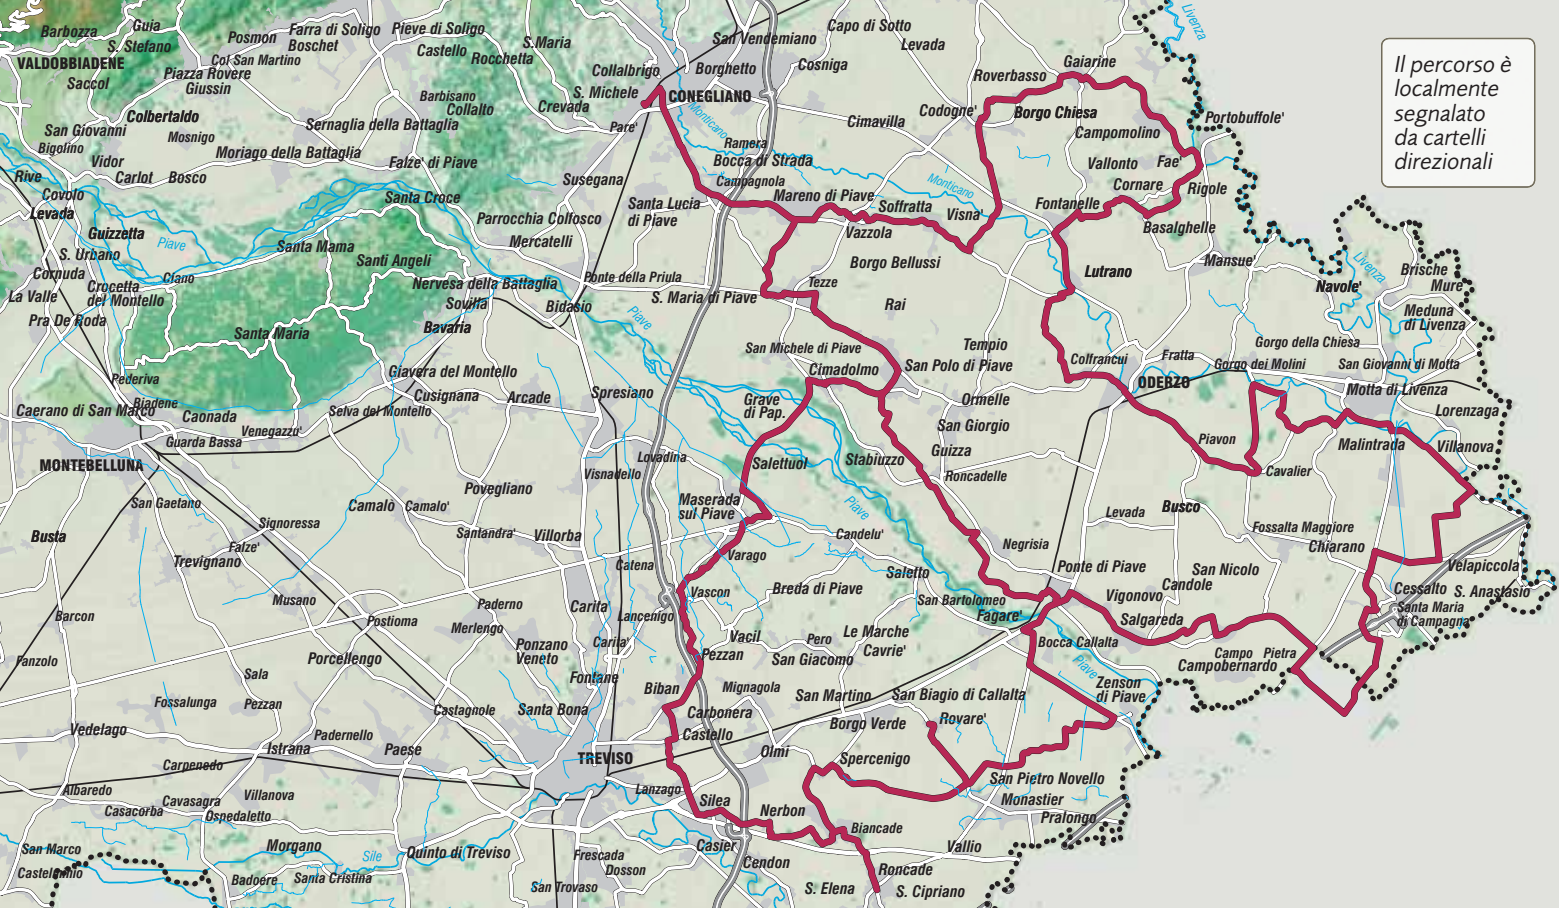 Barbozza
Guia
S. Stefano
VALDOBBIADENE
Saccol
Posmon
Col San Martino
Farra di Soligo
Boschet
Pieve di Soligo
Castello
Rocchetta
S.Maria
Piazza Rovere
Giussin
Colbertaldo
San Giovanni
Bigolino
Mosnigo
Sernaglia della Battaglia
Barbisano
Collalto
Crevada
Collalbrigo
S. Michele
Pare'
CONEGLIANO
San Vendemiano
Borghetto
Cosniga
Capo di Sotto
Levada
Livenza
Roverbasso
Gaiarine
Il percorso è
localmente
segnalato
da cartelli
direzionali
Codogne'
Borgo Chiesa
Campomolino
Portobuffole'
Cimavilla
Monticano
Ramera
Bocca di Strada
Campagnola
Vidor
Carlot
Bosco
Moriago della Battaglia
Falze' di Piave
Rive
Covolo
Levada
Guizzetta
Piave
S. Urbano
Cornuda
Ciano
Crocetta
del Montello
La Valle
Pra De Roda
Santa Croce
Santa Mama
Santi Angeli
Parrocchia Colfosco
Mercatelli
Susegana
Santa Lucia
di Piave
Mareno di Piave
Soffratta
Monticano
Visna'
Vazzola
Borgo Bellussi
Vallonto
Fae'
Cornare
Rigole
Fontanelle
Basalghelle
Mansue'
Lutrano
Livenza
Navole'
Brische
Mure
Meduna
di Livenza
Nervesa della Battaglia
Sovilla
Bavaria
Bidasio
Ponte della Priula
S. Maria di Piave
Tezze
Rai
Piave
Santa Maria
San Michele di Piave
Cimadolmo
Tempio
San Polo di Piave
Colfrancui
Fratta
ODERZO
Gorgo della Chiesa
Gorgo dei Molini
San Giovanni di Motta
Motta di Livenza
Lorenzaga
Pederiva
Biadene
Caerano di San Marco
Caonada
Giavera del Montello
Cusignana
Arcade
Selva del Montello
Venegazzu'
Guarda Bassa
Spresiano
Grave
di Pap.
Ormelle
San Giorgio
Guizza
Stabiuzzo
Roncadelle
Piavon
Cavalier
Malintrada
Villanova
MONTEBELLUNA
Visnadello
Lovadina
Salettuol
San Gaetano
Povegliano
Camalò
Camalo'
Maserada
sul Piave
Piave
Levada
Busco
Fossalta Maggiore
Chiarano
Signoressa
Santandra'
Villorba
Candelu'
Negrisia
Busta
Falze'
Trevignano
Catena
Varago
Saletto
Ponte di Piave
San Nicolo
Candole
Velapiccola
Cessalto
S. Anastasio
Musano
Paderno
Carita'
Vascon
Breda di Piave
San Bartolomeo
Vigonovo
Santa Maria
di Campagna
Barcon
Postioma
Merlengo
Lancenigo
Fagare'
Salgareda
Ponzano
Veneto
Carita'
Vacil
Pero
Le Marche
Cavrie'
Bocca Callalta
Fanzolo
Porcellengo
Pezzan
San Giacomo
Piave
Campo
Pietra
Campobernardo
Sala
Fontane
Biban
Mignagola
San Martino
San Biagio di Callalta
Zenson
di Piave
Fossalunga
Pezzan
Castagnole
Santa Bona
Carbonera
Borgo Verde
Rovare'
Vedelago
Padernello
Castello
Istrana
Paese
TREVISO
Olmi
Spercenigo
Carpenedo
San Pietro Novello
Albaredo
Villanova
Lanzago
Monastier
Cavasagra
Casacorba
Ospedaletto
Silea
Nerbon
Pralongo
Biancade
Morgano
Casier
Vallio
San Marco
Sile
Quinto di Treviso
Frescada
Dosson
Cendon
Roncade
Badoere
Santa Cristina
San Trovaso
S. Elena
S. Cipriano